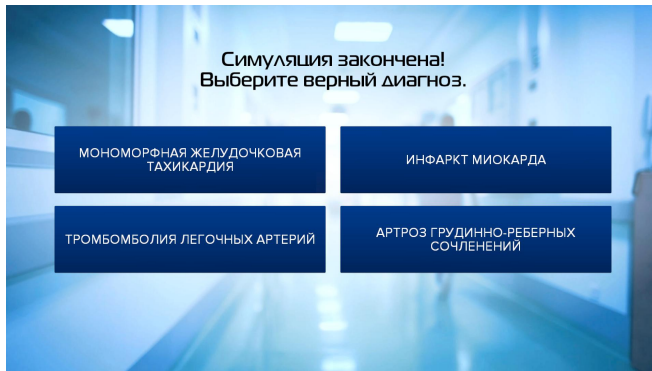 Симуляция закончена!
Выберите верный диагноз.
МОНОМОРФНАЯ ЖЕЛУДОЧКОВАЯ
ТАХИКАРДИЯ
ИНФАРКТ МИОКАРДА
ТРОМБОМБОЛИЯ ЛЕГОЧНЫХ АРТЕРИЙ
АРТРОЗ ГРУДИННО-РЕБЕРНЫХ
СОЧЛЕНЕНИЙ